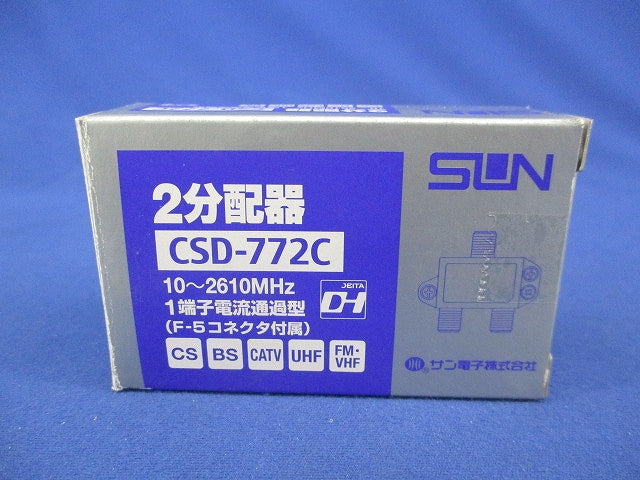 SUN
2分配器
CSD-772C
10〜2610MHz
1端子電流通過型
(F-5コネクタ付属)
JEITA
DH
CS
BS
CATV
UHF
FM・
VHF
サン電子株式会社